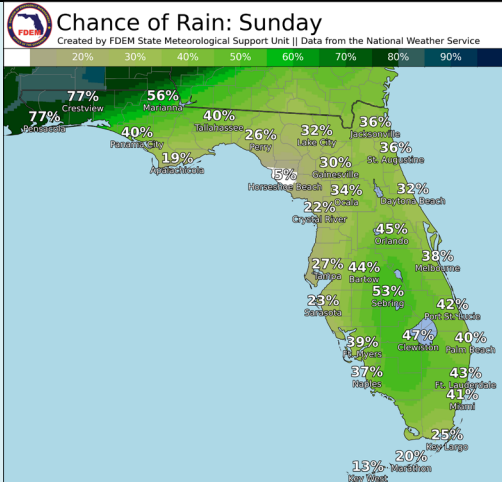 FDEM
Chance of Rain: Sunday
Created by FDEM State Meteorological Support Unit || Data from the National Weather Service
20% 30% 40% 50% 60% 70% 80% 90%
77%
Crestview
56%
Marianna
77%
Pensacola
40%
Tallahassee
36%
Jacksonville
40%
Panama City
26%
Perry
32%
Lake City
36%
St. Augustine
19%
Apalachicola
30%
Gainesville
5%
Horseshoe Beach
34%
Ocala
32%
Daytona Beach
22%
Crystal River
45%
Orlando
38%
Melbourne
27%
Tampa
44%
Bartow
53%
Sebring
23%
Sarasota
42%
Port St. Lucie
47%
Clewiston
40%
Palm Beach
39%
Ft. Myers
37%
Naples
43%
Ft. Lauderdale
41%
Miami
25%
Key Largo
20%
Marathon
13%
Key West